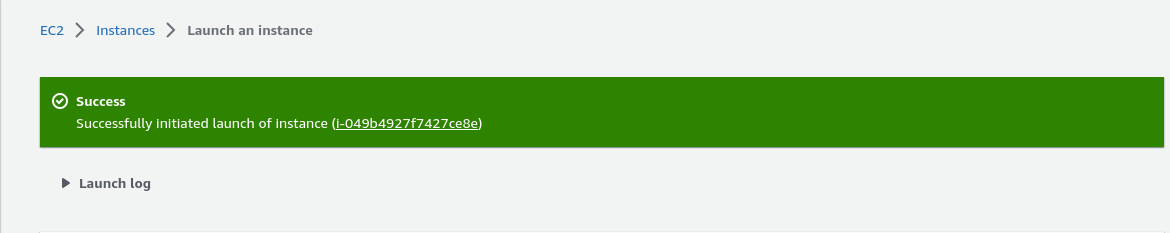 EC2 Instances Launch an instance
Success
Successfully initiated launch of instance (i-049b4927f7427ce8e)
Launch log